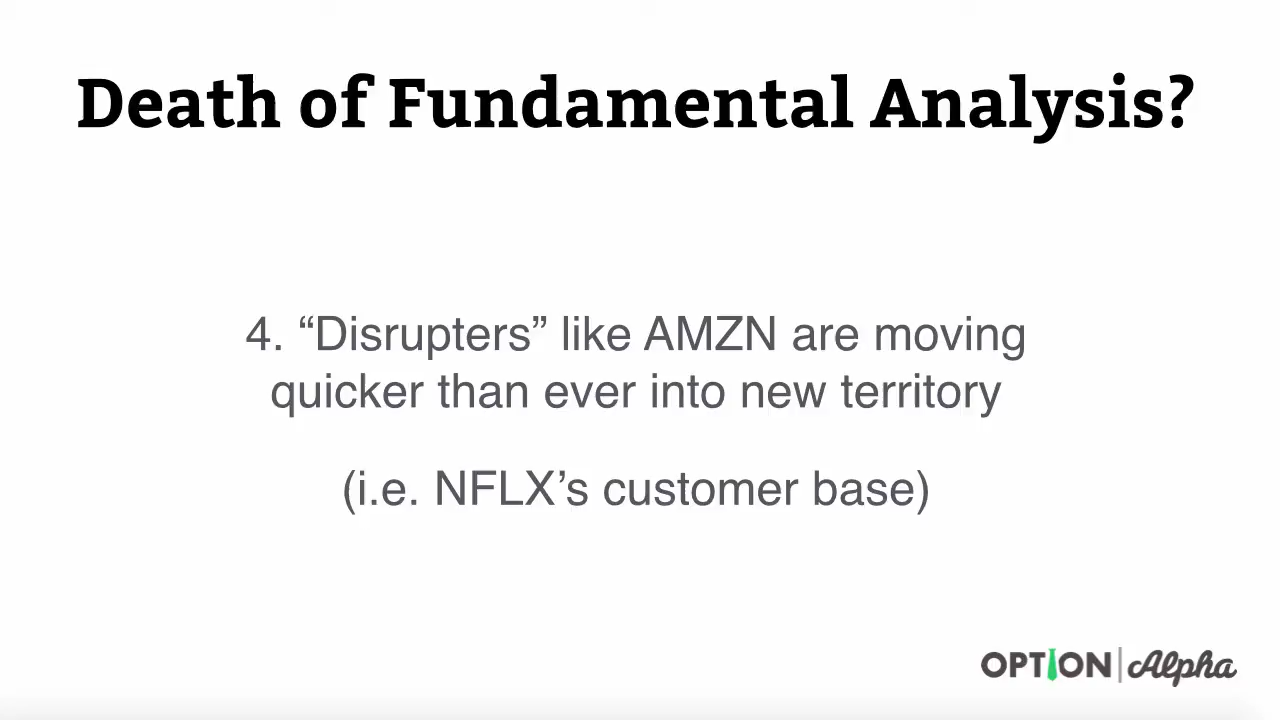 Death of Fundamental Analysis?
4. “Disrupters” like AMZN are moving
quicker than ever into new territory
(i.e. NFLX’s customer base)
OPTION | Alpha